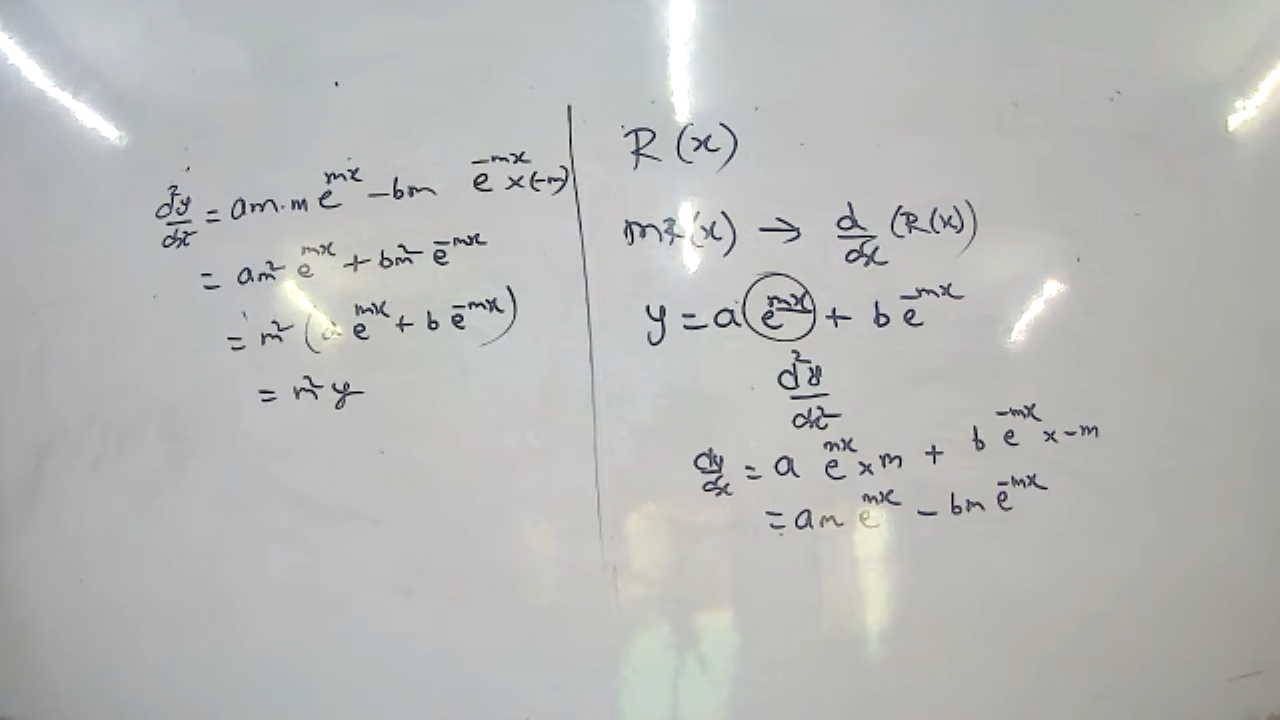 R(x)
mR(x) → d/dx (R(x))
y = a e^mx + b e^-mx
d²y/dx²
dy/dx = a e^mx × m + b e^-mx × -m
= am e^mx - bm e^-mx
d²y/dx² = am·m e^mx - bm e^-mx × (-m)
= am² e^mx + bm² e^-mx
= m² (a e^mx + b e^-mx)
= m² y